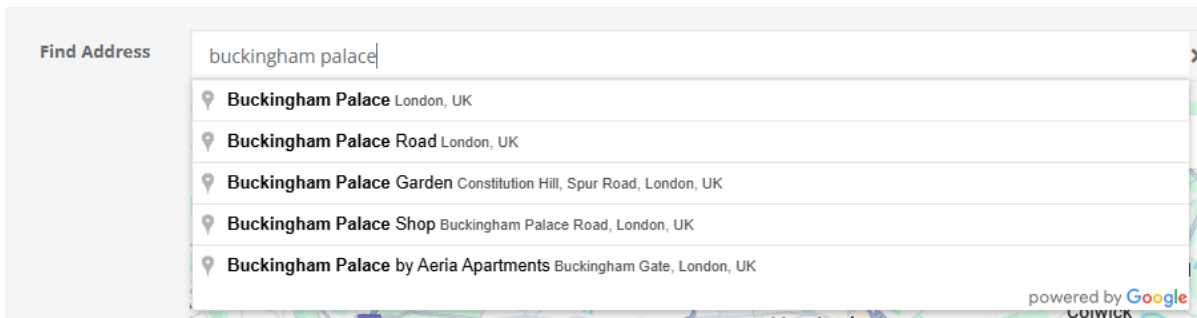 Find Address
buckingham palace
Buckingham Palace London, UK
Buckingham Palace Road London, UK
Buckingham Palace Garden Constitution Hill, Spur Road, London, UK
Buckingham Palace Shop Buckingham Palace Road, London, UK
Buckingham Palace by Aeria Apartments Buckingham Gate, London, UK
powered by Google
Colwick